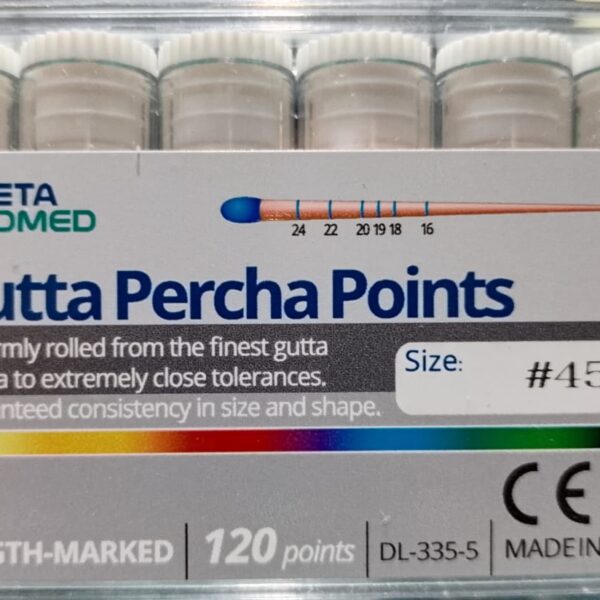 ETA
OMED
24 22 20 19 18 16
utta Percha Points
rmly rolled from the finest gutta
a to extremely close tolerances.
anteed consistency in size and shape.
Size: #45
CE
GTH-MARKED 120 points DL-335-5 MADE IN